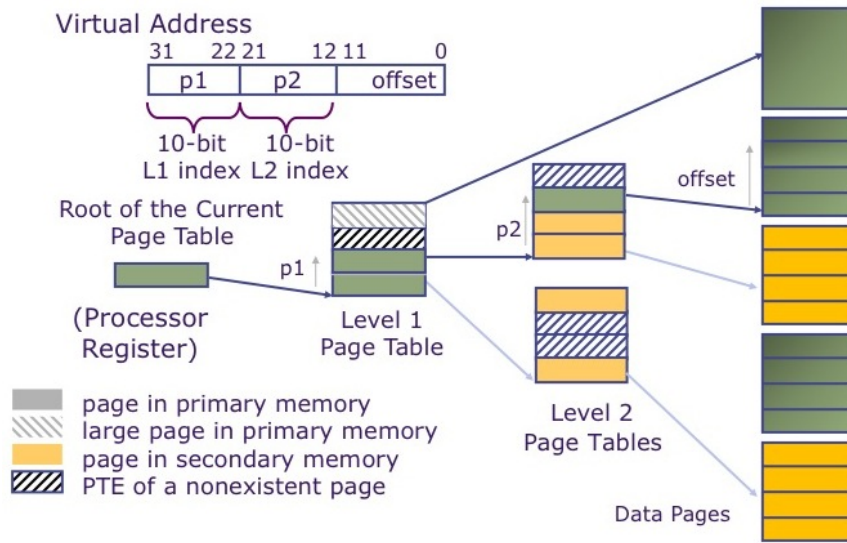 Virtual Address
31 22 21 12 11 0
p1 p2 offset
10-bit 10-bit
L1 index L2 index
Root of the Current
Page Table
(Processor
Register)
p1
Level 1
Page Table
p2
offset
Level 2
Page Tables
Data Pages
page in primary memory
large page in primary memory
page in secondary memory
PTE of a nonexistent page